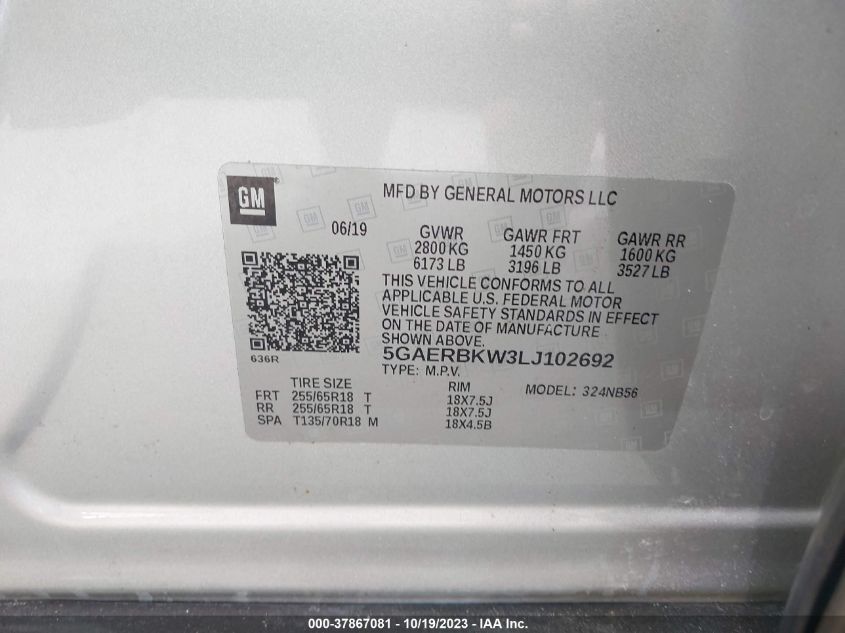 GM
MFD BY GENERAL MOTORS LLC
06/19
GVWR GAWR FRT GAWR RR
2800 KG 1450 KG 1600 KG
6173 LB 3196 LB 3527 LB
THIS VEHICLE CONFORMS TO ALL
APPLICABLE U.S. FEDERAL MOTOR
VEHICLE SAFETY STANDARDS IN EFFECT
ON THE DATE OF MANUFACTURE
SHOWN ABOVE.
636R
5GAERBKW3LJ102692
TYPE: M.P.V. MODEL: 324NB56
TIRE SIZE RIM
FRT 255/65R18 T 18X7.5J
RR 255/65R18 T 18X7.5J
SPA T135/70R18 M 18X4.5B
000-37867081 - 10/19/2023 - Copart, Inc.